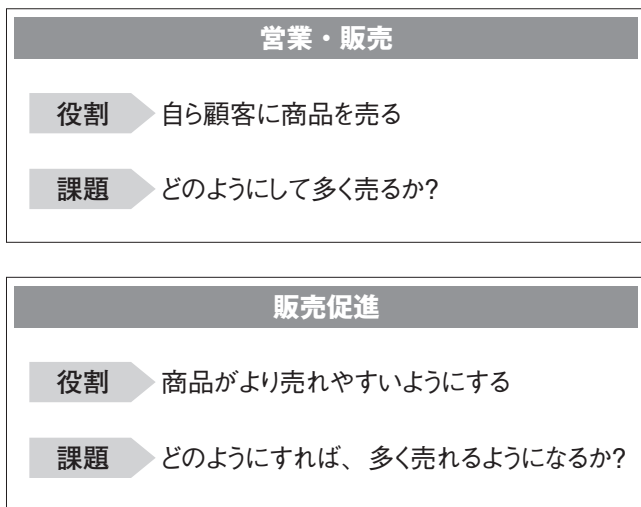 営業・販売
役割 自ら顧客に商品を売る
課題 どのようにして多く売るか?
販売促進
役割 商品がより売れやすいようにする
課題 どのようにすれば、多く売れるようになるか?